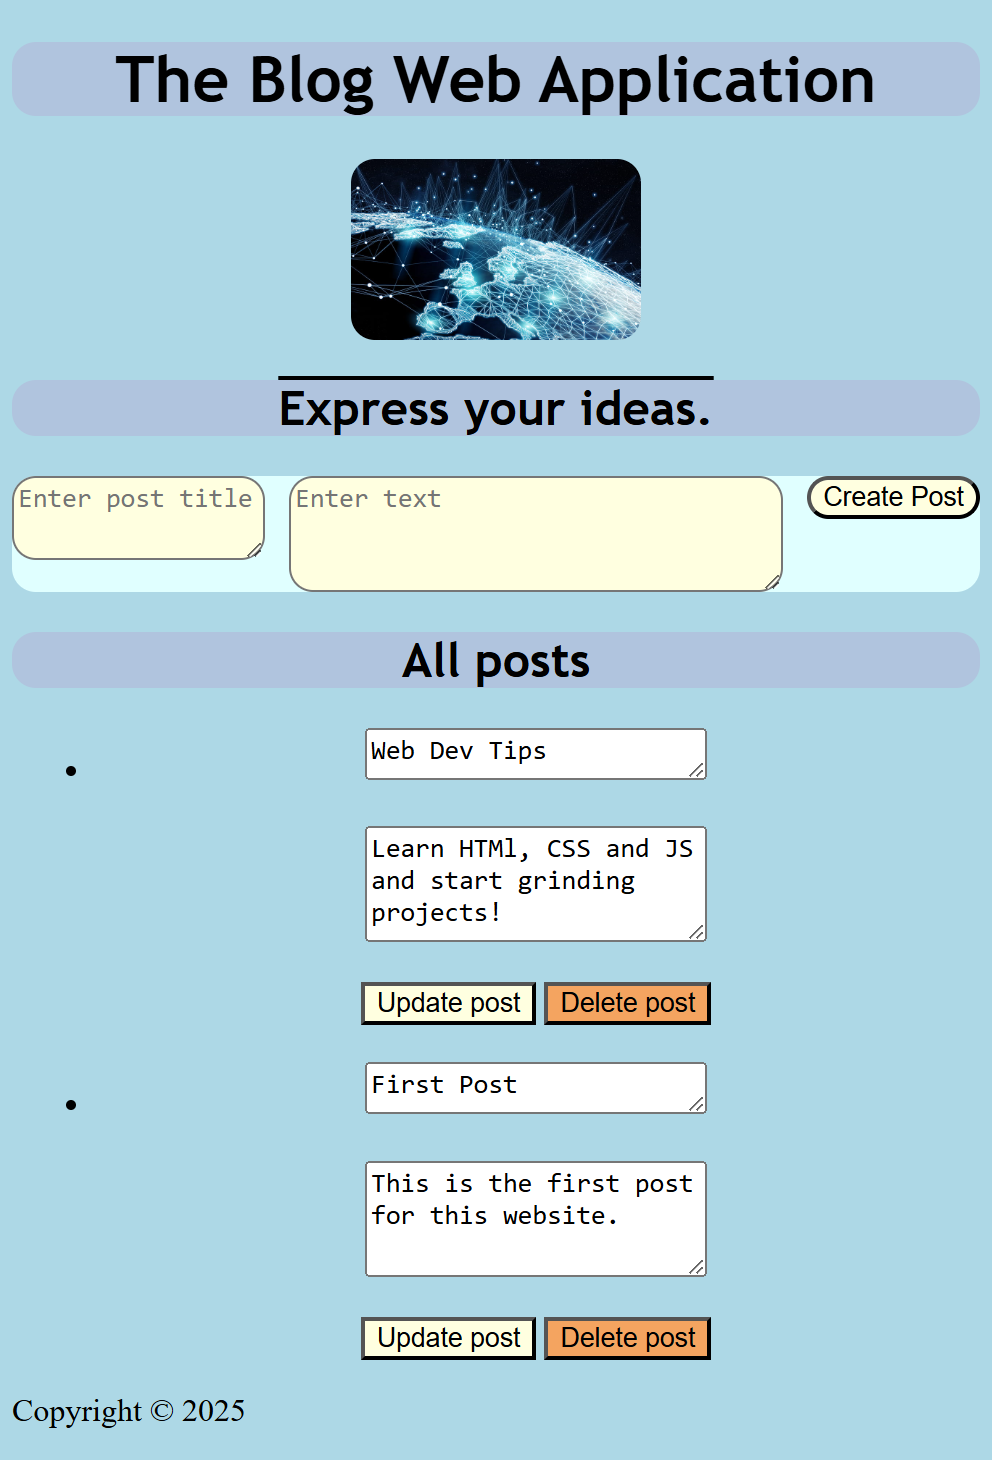 The Blog Web Application
Express your ideas.
Enter post title
Enter text
Create Post
All posts
Web Dev Tips
Learn HTMl, CSS and JS
and start grinding
projects!
Update post
Delete post
First Post
This is the first post
for this website.
Update post
Delete post
Copyright © 2025